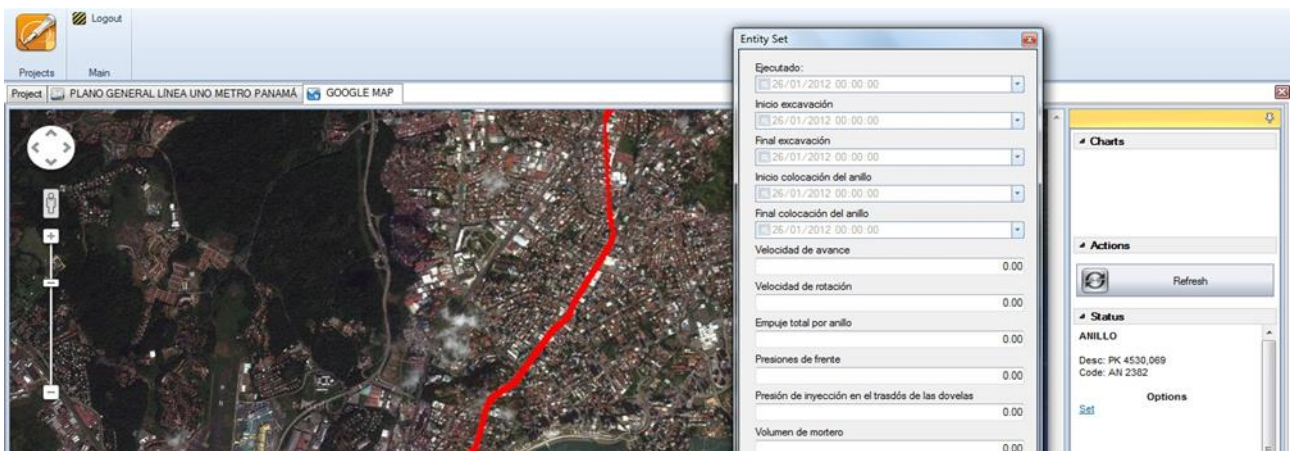 Logout
Projects
Main
Project
PLANO GENERAL LÍNEA UNO METRO PANAMÁ
GOOGLE MAP
Entity Set
Ejecutado:
26/01/2012 00:00:00
Inicio excavación
26/01/2012 00:00:00
Final excavación
26/01/2012 00:00:00
Inicio colocación del anillo
26/01/2012 00:00:00
Final colocación del anillo
26/01/2012 00:00:00
Velocidad de avance
0.00
Velocidad de rotación
0.00
Empuje total por anillo
0.00
Presiones de frente
0.00
Presión de inyección en el trasdós de las dovelas
0.00
Volumen de mortero
0.00
Charts
Actions
Refresh
Status
ANILLO
Desc: PK 4530,069
Code: AN 2382
Options
Set